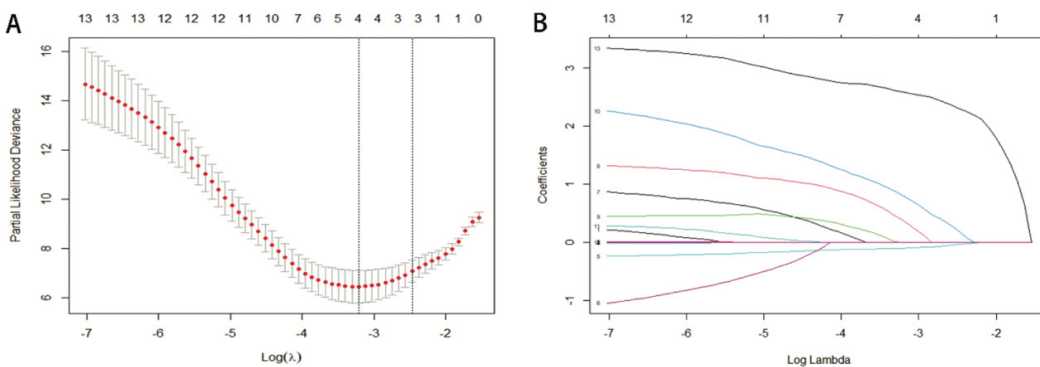 A
13 13 13 12 12 12 12 11 10 9 7 6 5 4 4 3 3 1 1 0
Partial Likelihood Deviance
16
14
12
10
8
6
-7 -6 -5 -4 -3 -2
Log(λ)
B
13 12 11 7 4 1
Coefficients
3
2
1
0
-1
13
10
8
7
9
11
5
6
-7 -6 -5 -4 -3 -2
Log Lambda